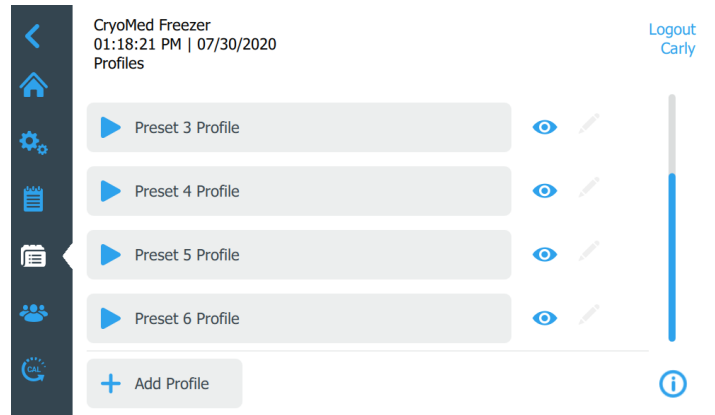 CryoMed Freezer
01:18:21 PM | 07/30/2020
Profiles
Logout
Carly
Preset 3 Profile
Preset 4 Profile
Preset 5 Profile
Preset 6 Profile
CAL
Add Profile